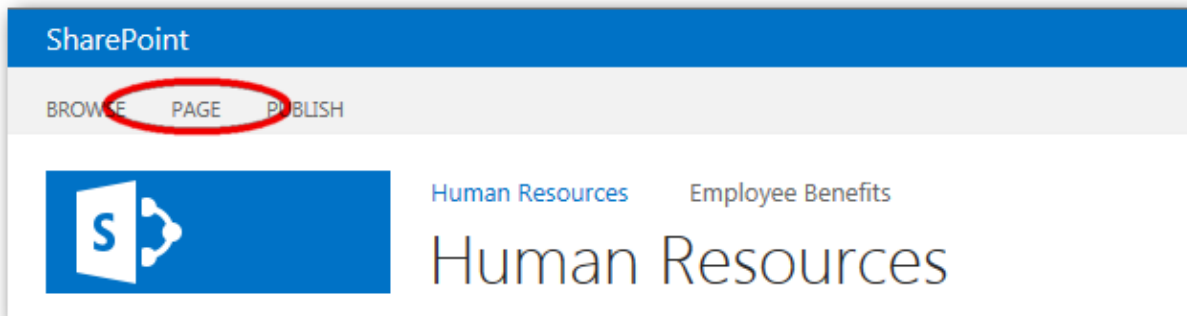 SharePoint
BROWSE PAGE PUBLISH
S
Human Resources Employee Benefits
Human Resources